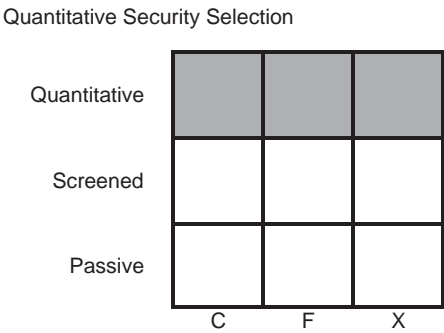 Quantitative Security Selection
Quantitative
Screened
Passive
C F X